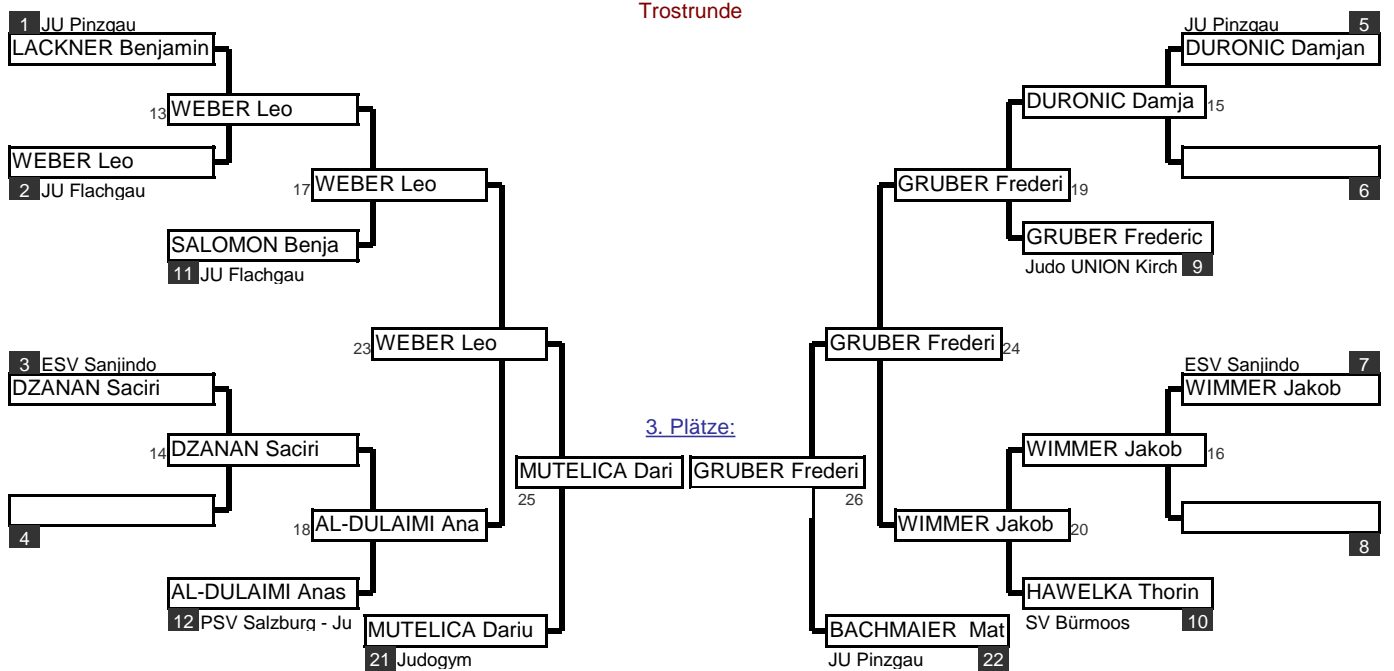 Trostrunde
1 JU Pinzgau
LACKNER Benjamin
13 WEBER Leo
WEBER Leo
2 JU Flachgau
17 WEBER Leo
SALOMON Benja
11 JU Flachgau
23 WEBER Leo
3 ESV Sanjindo
DZANAN Saciri
14 DZANAN Saciri
4
18 AL-DULAIMI Ana
AL-DULAIMI Anas
12 PSV Salzburg - Ju
MUTELICA Dariu
21 Judogym
3. Plätze:
MUTELICA Dari
25
GRUBER Frederi
26
JU Pinzgau 5
DURONIC Damjan
DURONIC Damja 15
6
GRUBER Frederi 19
GRUBER Frederic
Judo UNION Kirch 9
GRUBER Frederi 24
ESV Sanjindo 7
WIMMER Jakob
WIMMER Jakob 16
8
WIMMER Jakob 20
HAWELKA Thorin
SV Bürmoos 10
BACHMAIER Mat
JU Pinzgau 22